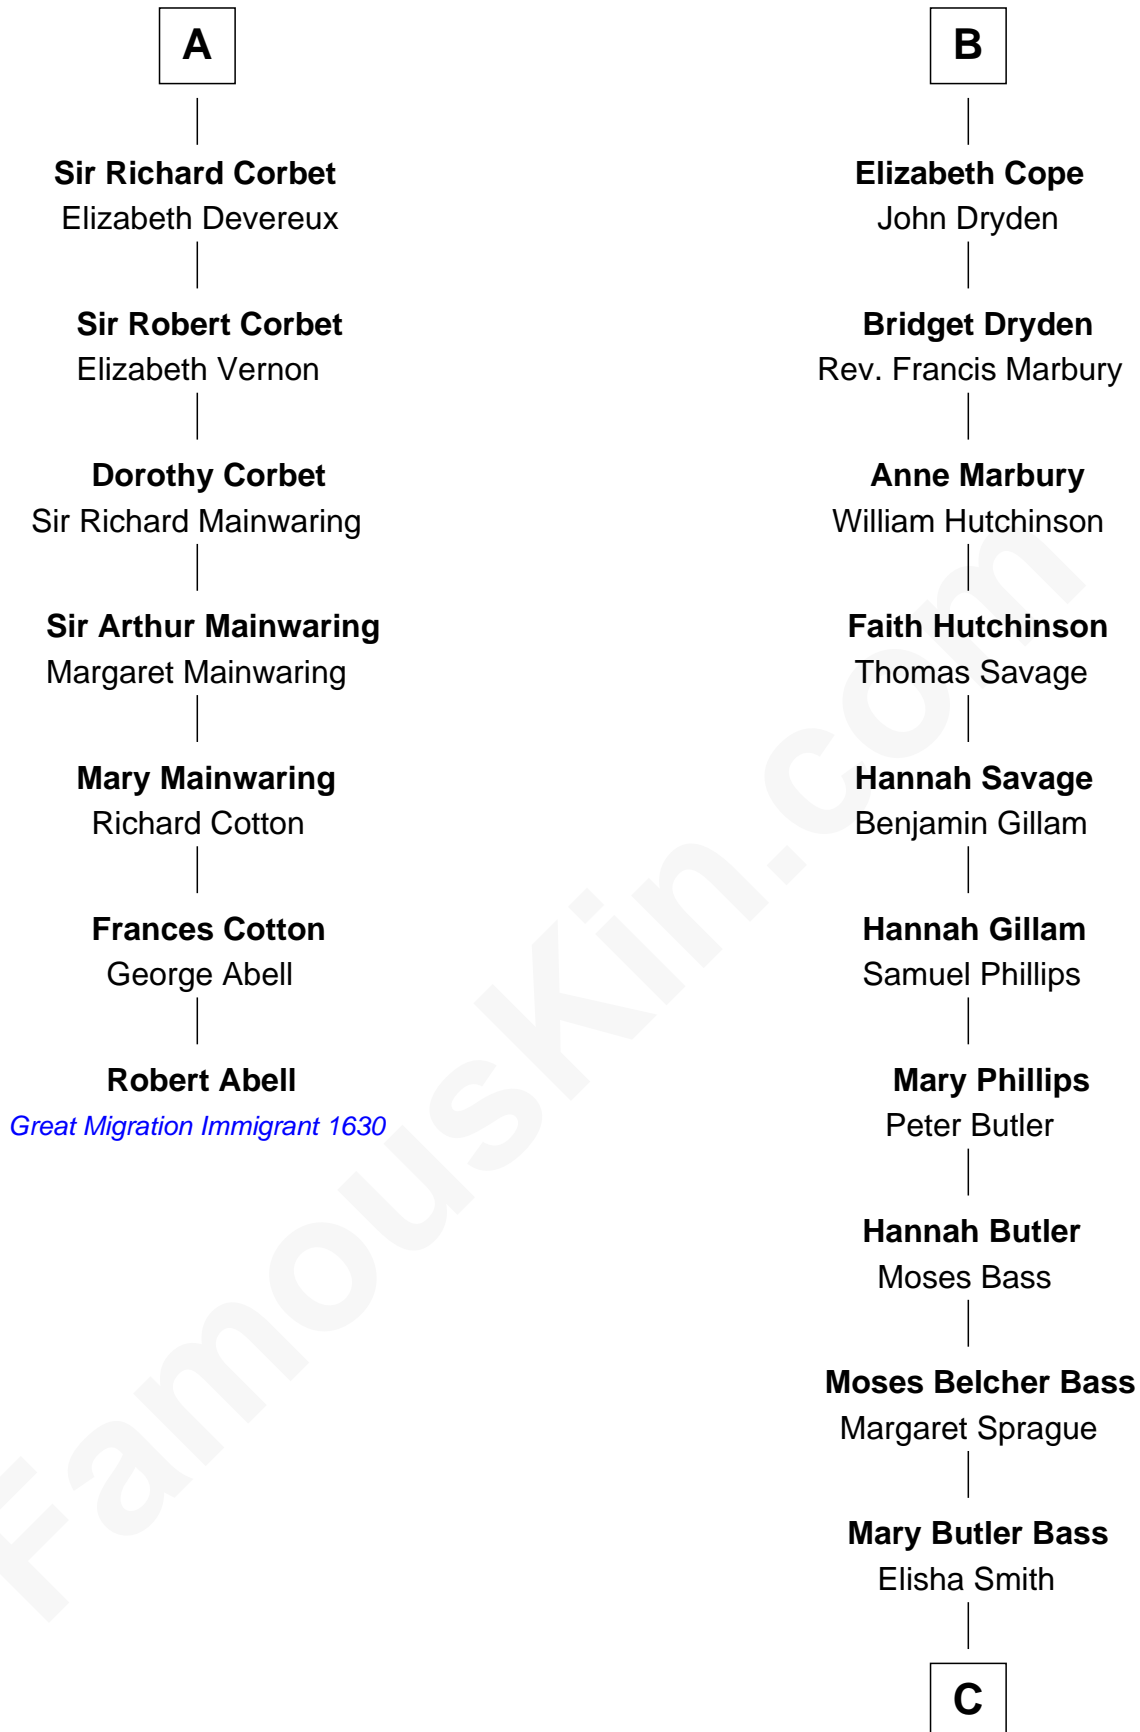 A
Sir Richard Corbet
Elizabeth Devereux
Sir Robert Corbet
Elizabeth Vernon
Dorothy Corbet
Sir Richard Mainwaring
Sir Arthur Mainwaring
Margaret Mainwaring
Mary Mainwaring
Richard Cotton
Frances Cotton
George Abell
Robert Abell
Great Migration Immigrant 1630
B
Elizabeth Cope
John Dryden
Bridget Dryden
Rev. Francis Marbury
Anne Marbury
William Hutchinson
Faith Hutchinson
Thomas Savage
Hannah Savage
Benjamin Gillam
Hannah Gillam
Samuel Phillips
Mary Phillips
Peter Butler
Hannah Butler
Moses Bass
Moses Belcher Bass
Margaret Sprague
Mary Butler Bass
Elisha Smith
C
FamousKin.com